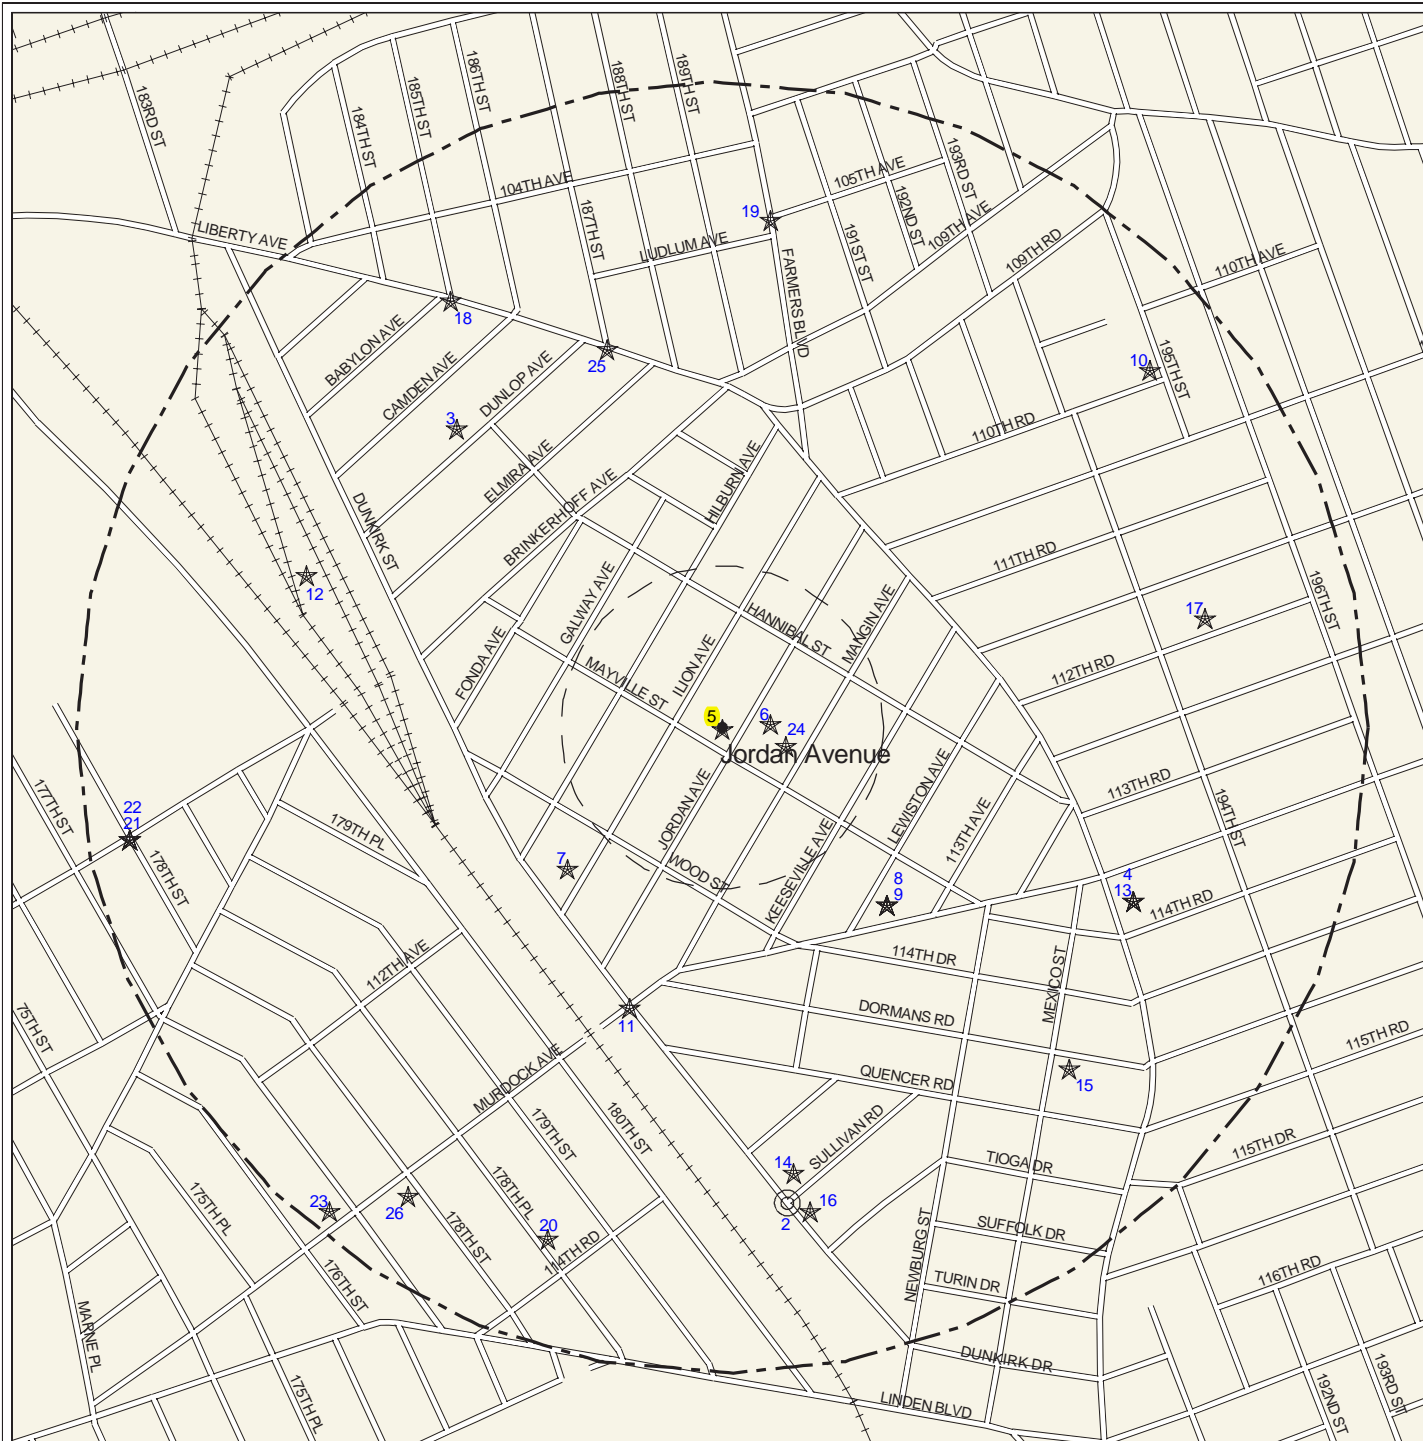 183RD ST
184TH ST
185TH ST
186TH ST
188TH ST
189TH ST
104TH AVE
187TH ST
LUDLUM AVE
19
105TH AVE
193RD ST
192ND ST
191ST ST
109TH AVE
109TH RD
110TH AVE
LIBERTY AVE
FARMERS BLVD
18
BABYLON AVE
CAMDEN AVE
DUNLOP AVE
25
10
195TH ST
3
110TH RD
ELMIRA AVE
BRINKERHOFF AVE
HILBURN AVE
DUNKIRK ST
111TH RD
12
GALWAY AVE
HANNIBAL ST
MANGIN AVE
196TH ST
17
FONDA AVE
MAYVILLE ST
ILION AVE
112TH RD
5
6
24
Jordan Avenue
177TH ST
22
21
179TH PL
178TH ST
JORDAN AVE
LEWISTON AVE
113TH AVE
113TH RD
194TH ST
7
WOOD ST
KEESEVILLE AVE
8
9
4
13
114TH RD
112TH AVE
114TH DR
MEXICO ST
75TH ST
11
DORMANS RD
115TH RD
MURDOCK AVE
QUENCER RD
15
179TH ST
180TH ST
SULLIVAN RD
115TH DR
14
TIOGA DR
175TH PL
23
26
178TH PL
178TH ST
20
114TH RD
2
16
NEWBURG ST
SUFFOLK DR
176TH ST
TURIN DR
116TH RD
MARNE PL
175TH PL
DUNKIRK DR
LINDEN BLVD
192ND ST
193RD ST